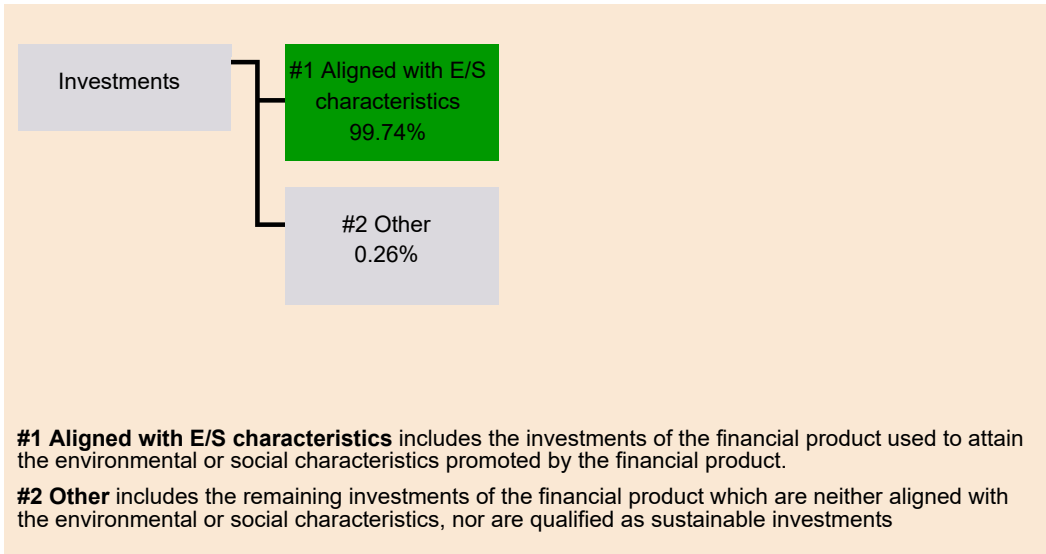 Investments
#1 Aligned with E/S
characteristics
99.74%
#2 Other
0.26%
#1 Aligned with E/S characteristics includes the investments of the financial product used to attain
the environmental or social characteristics promoted by the financial product.
#2 Other includes the remaining investments of the financial product which are neither aligned with
the environmental or social characteristics, nor are qualified as sustainable investments